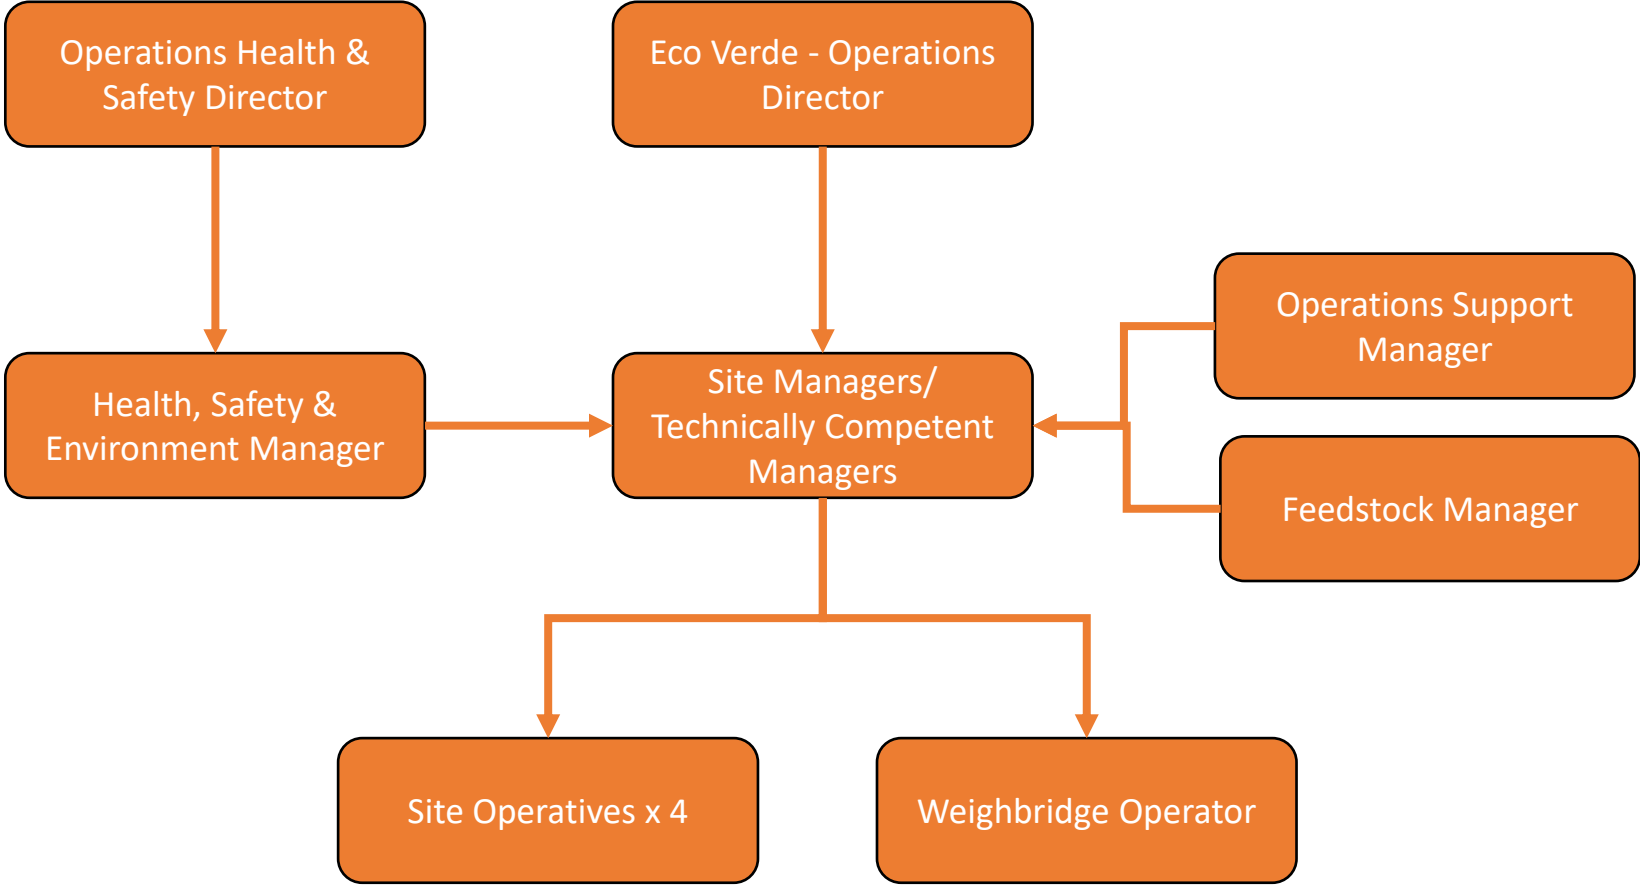 Operations Health &
Safety Director
Eco Verde - Operations
Director
Operations Support
Manager
Health, Safety &
Environment Manager
Site Managers/
Technically Competent
Managers
Feedstock Manager
Site Operatives x 4
Weighbridge Operator